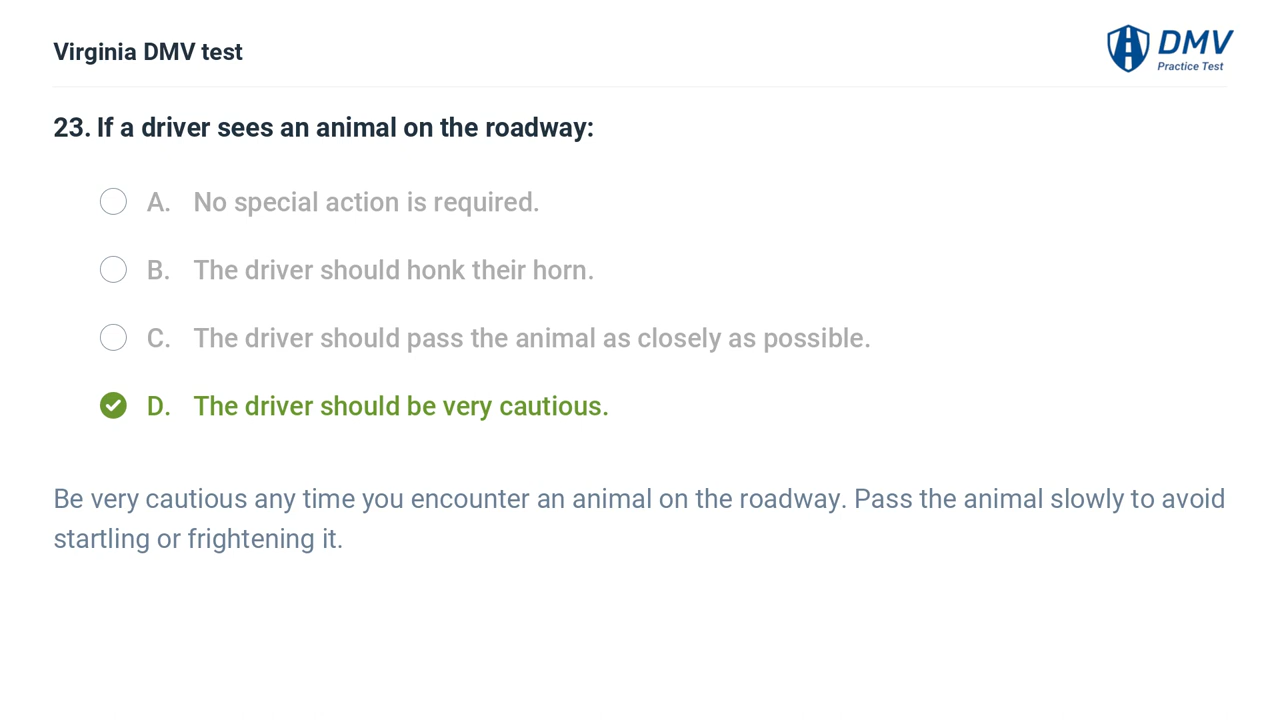 Virginia DMV test
DMV
Practice Test
23. If a driver sees an animal on the roadway:
A. No special action is required.
B. The driver should honk their horn.
C. The driver should pass the animal as closely as possible.
D. The driver should be very cautious.
Be very cautious any time you encounter an animal on the roadway. Pass the animal slowly to avoid
startling or frightening it.